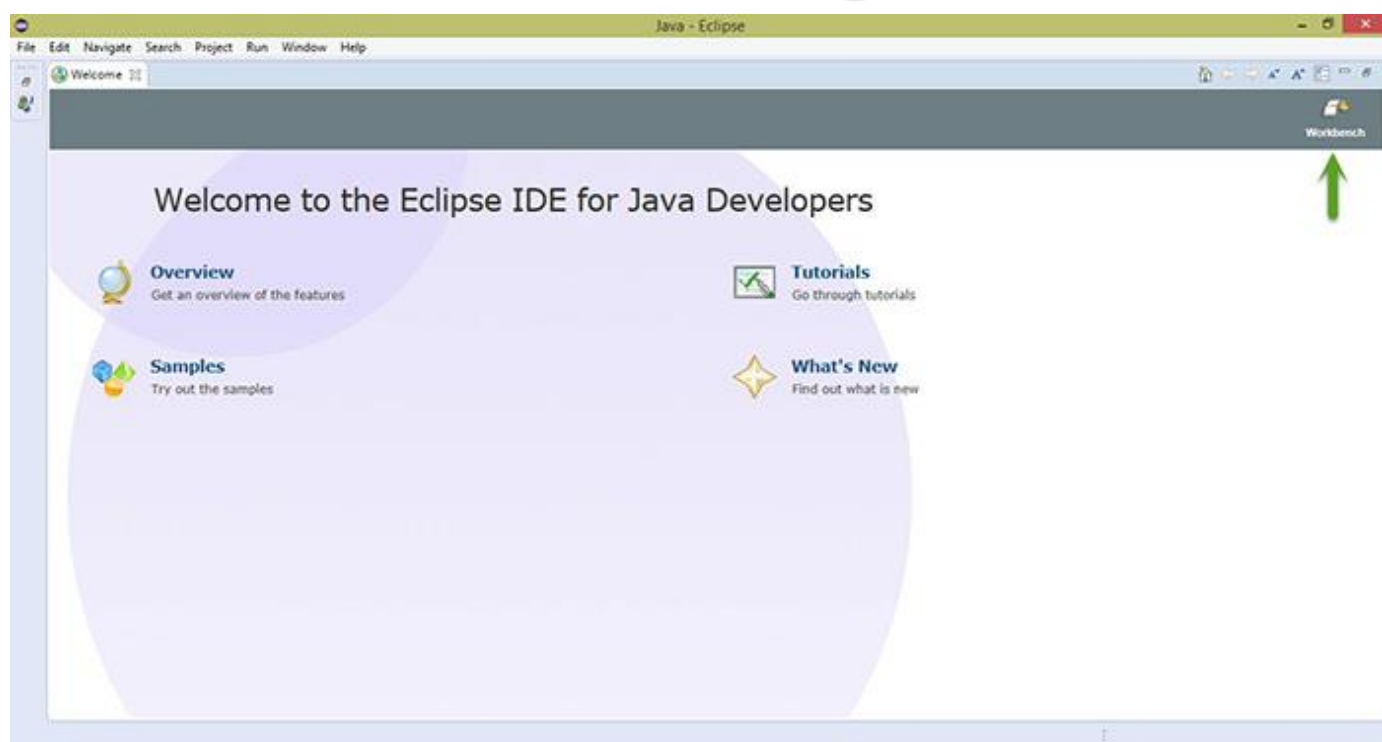 Java - Eclipse
File Edit Navigate Search Project Run Window Help
Welcome
Workbench
Welcome to the Eclipse IDE for Java Developers
Overview
Get an overview of the features
Tutorials
Go through tutorials
Samples
Try out the samples
What's New
Find out what is new